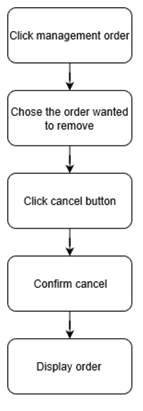 Click management order
Chose the order wanted
to remove
Click cancel button
Confirm cancel
Display order